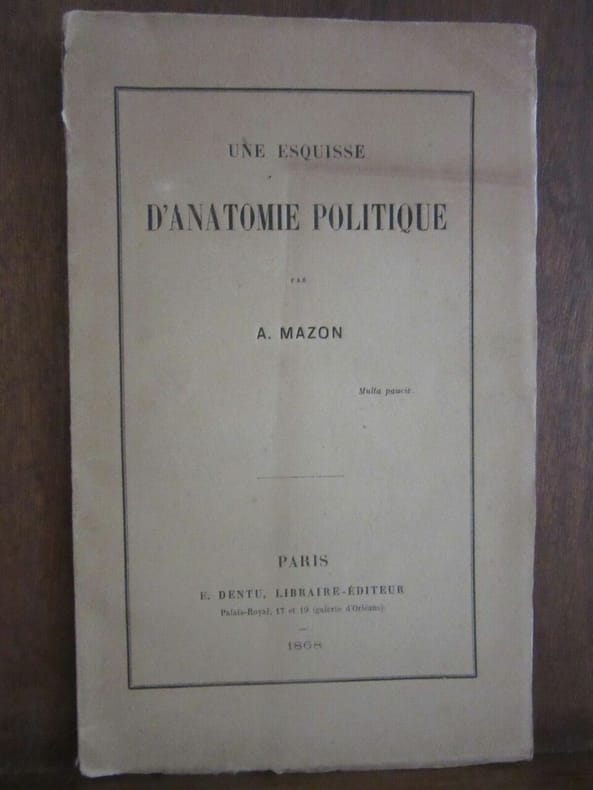 UNE ESQUISSE
D'ANATOMIE POLITIQUE
PAR
A. MAZON
Multa paucis.
PARIS
E. DENTU, LIBRAIRE-ÉDITEUR
Palais-Royal, 17 et 19 (galerie d'Orléans)
1868